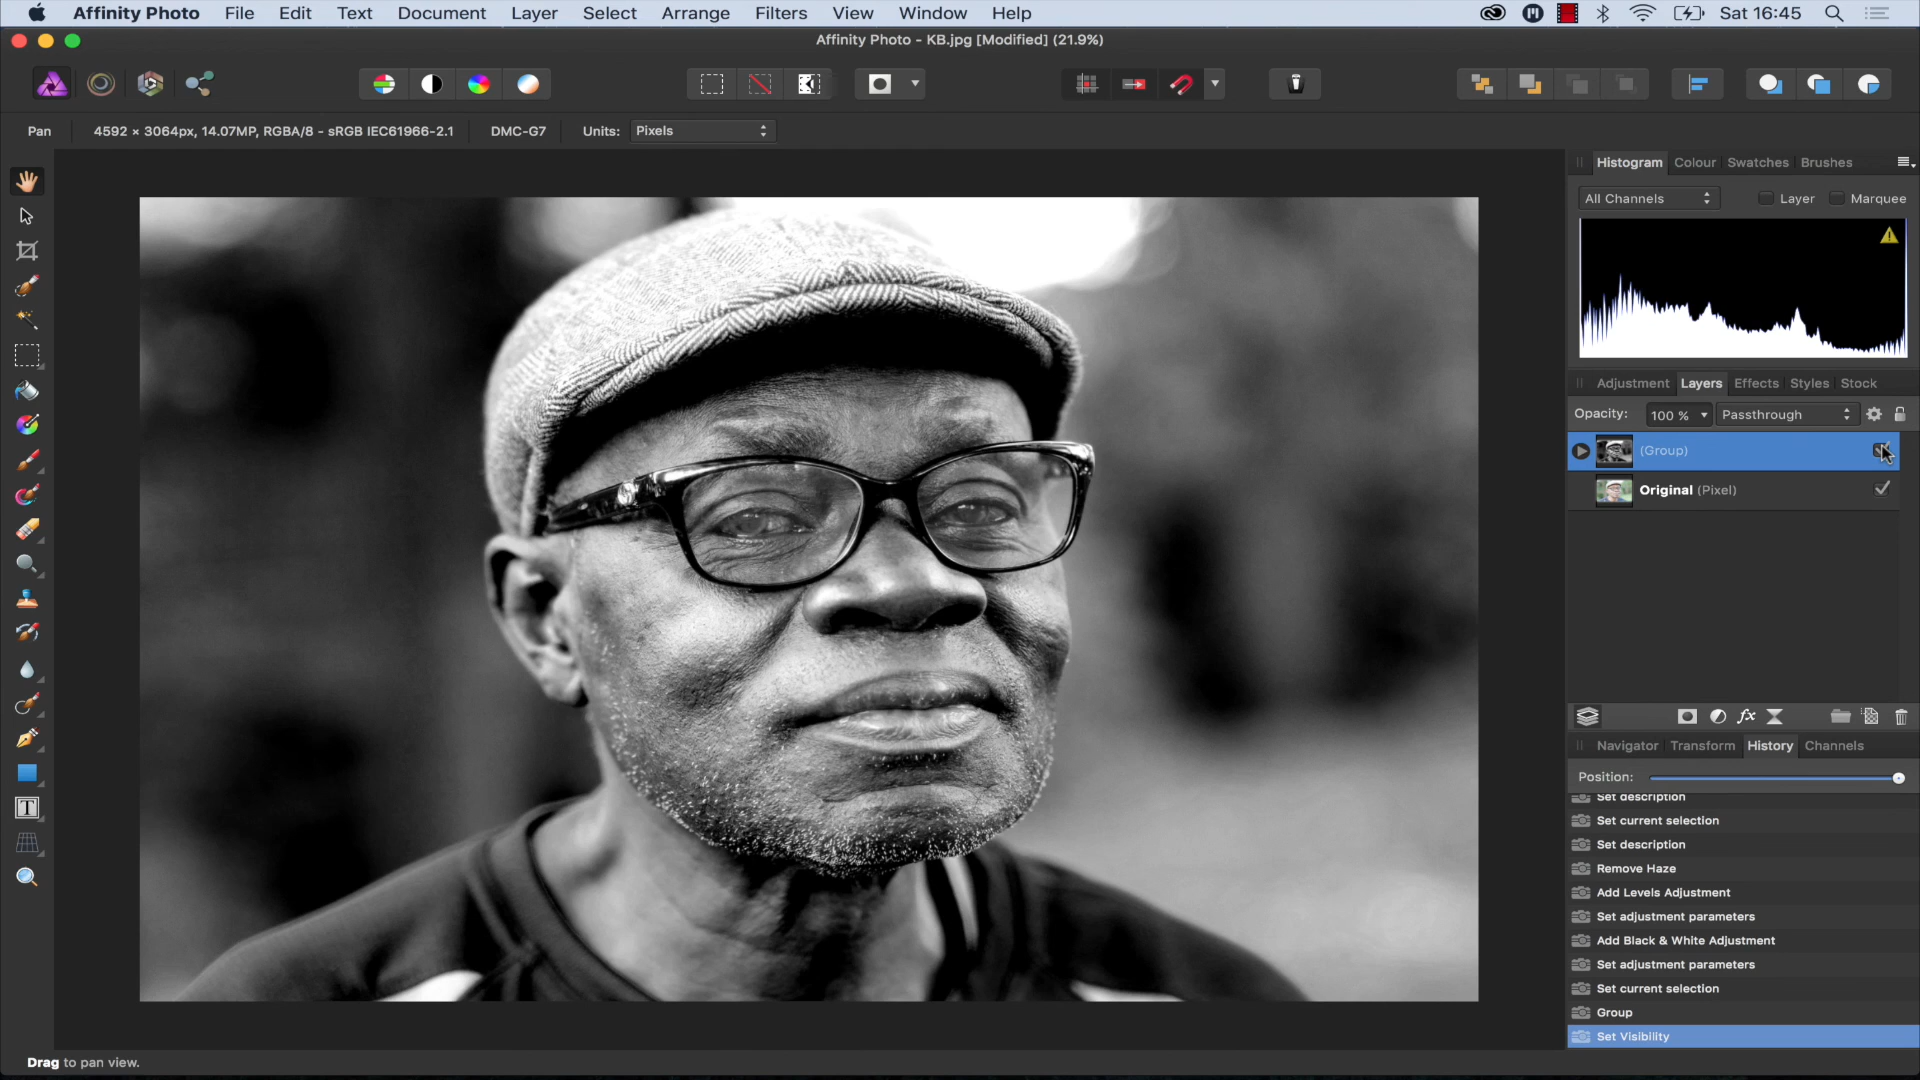 Affinity Photo File Edit Text Document Layer Select Arrange Filters View Window Help Sat 16:45
Affinity Photo - KB.jpg [Modified] (21.9%)
Pan 4592 × 3064px, 14.07MP, RGBA/8 - sRGB IEC61966-2.1 DMC-G7 Units: Pixels
Histogram Colour Swatches Brushes
All Channels Layer Marquee
Adjustment Layers Effects Styles Stock
Opacity: 100 % Passthrough
(Group)
Original (Pixel)
fx
Navigator Transform History Channels
Position:
Set description
Set current selection
Set description
Remove Haze
Add Levels Adjustment
Set adjustment parameters
Add Black & White Adjustment
Set adjustment parameters
Set current selection
Group
Set Visibility
Drag to pan view.